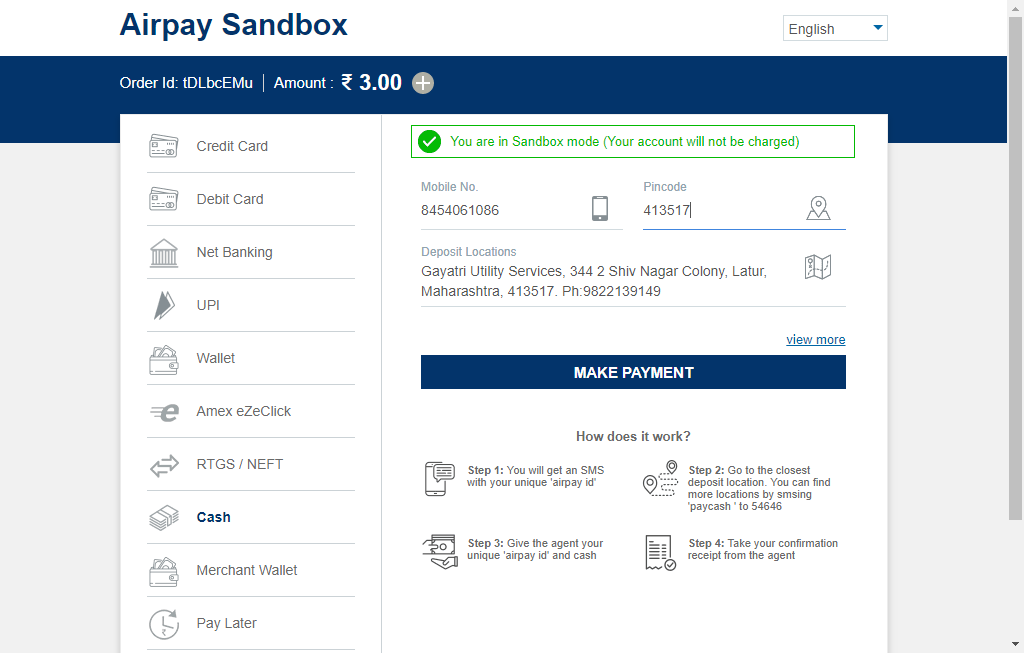 Airpay Sandbox
English
Order Id: tDLbcEMu
Amount : ₹ 3.00
Credit Card
Debit Card
Net Banking
UPI
Wallet
Amex eZeClick
RTGS / NEFT
Cash
Merchant Wallet
Pay Later
You are in Sandbox mode (Your account will not be charged)
Mobile No.
8454061086
Pincode
413517
Deposit Locations
Gayatri Utility Services, 344 2 Shiv Nagar Colony, Latur,
Maharashtra, 413517. Ph:9822139149
view more
MAKE PAYMENT
How does it work?
Step 1: You will get an SMS
with your unique 'airpay id'
Step 2: Go to the closest
deposit location. You can find
more locations by smsing
'paycash ' to 54646
Step 3: Give the agent your
unique 'airpay id' and cash
Step 4: Take your confirmation
receipt from the agent